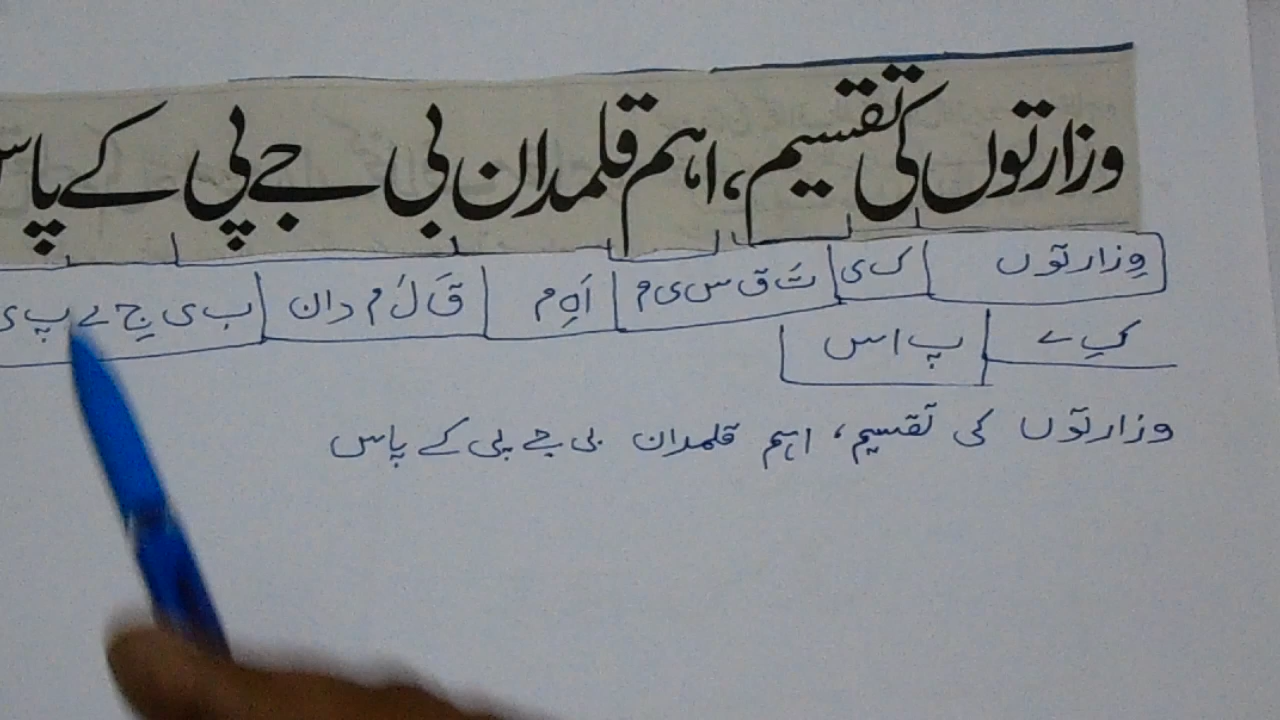 وزارتوں کی تقسیم، اہم قلمدان بی جے پی کے پاس
وِزارتوں ک ی تَ ق س ی م اَہِ م قَ لَ م دان ب ی جِ ے پ ی
کِ ے پ اس
وزارتوں کی تقسیم، اہم قلمدان بی جے پی کے پاس